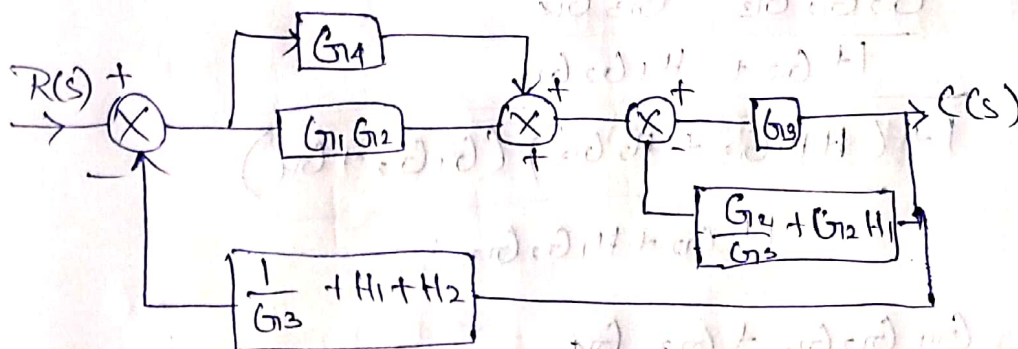 G4
R(S) +
+
+
C(S)
G1 G2
G3
-
+
-
G2/G3 + G2 H1
1/G3 + H1 + H2